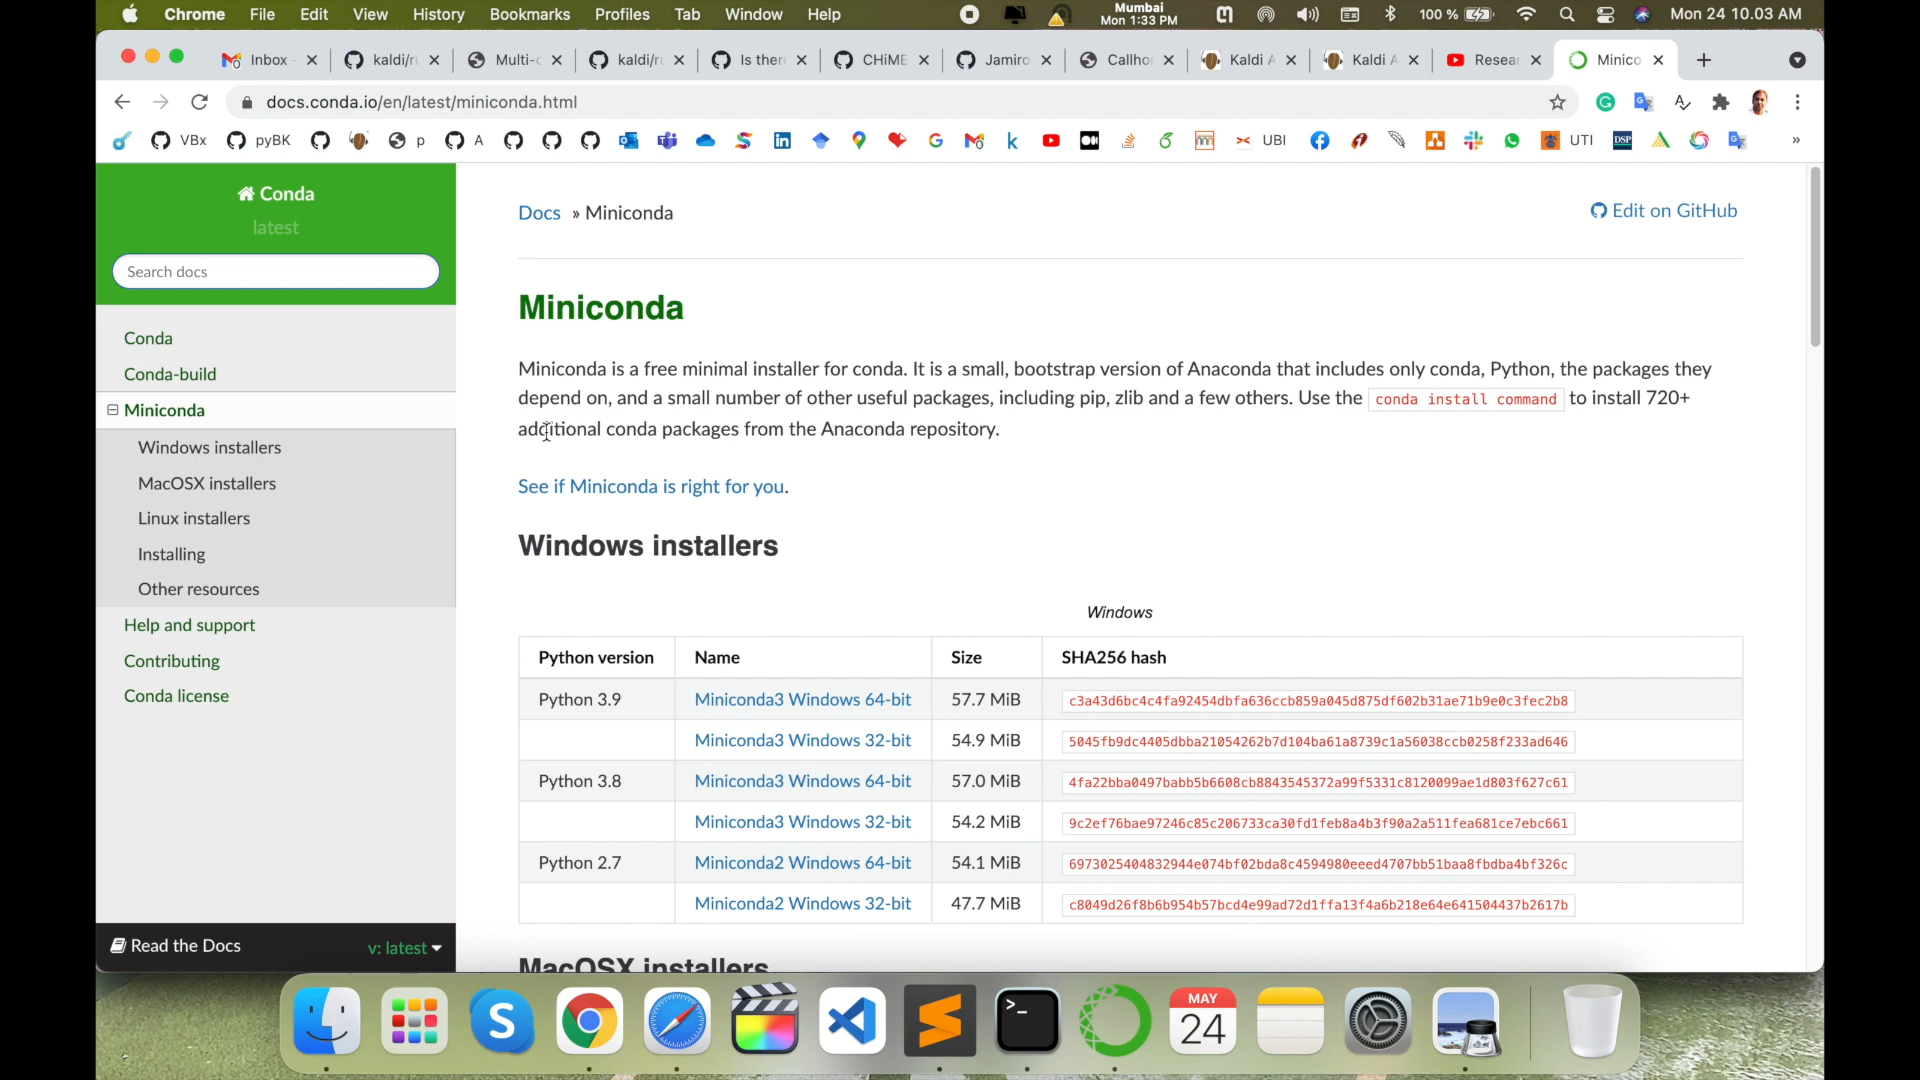 Chrome File Edit View History Bookmarks Profiles Tab Window Help
Mumbai
Mon 1:33 PM
100 %
Mon 24 10.03 AM
Inbox
kaldi/r
Multi-
kaldi/r
Is ther
CHiME
Jamiro
Callho
Kaldi A
Kaldi A
Resear
Minico
docs.conda.io/en/latest/miniconda.html
VBx
pyBK
p
A
UBI
UTI
DSP
»
Conda
latest
Search docs
Conda
Conda-build
Miniconda
Windows installers
MacOSX installers
Linux installers
Installing
Other resources
Help and support
Contributing
Conda license
Read the Docs
v: latest
Docs » Miniconda
Edit on GitHub
Miniconda
Miniconda is a free minimal installer for conda. It is a small, bootstrap version of Anaconda that includes only conda, Python, the packages they
depend on, and a small number of other useful packages, including pip, zlib and a few others. Use the conda install command to install 720+
additional conda packages from the Anaconda repository.
See if Miniconda is right for you.
Windows installers
Windows
Python version Name Size SHA256 hash
Python 3.9 Miniconda3 Windows 64-bit 57.7 MiB c3a43d6bc4c4fa92454dbfa636ccb859a045d875df602b31ae71b9e0c3fec2b8
Miniconda3 Windows 32-bit 54.9 MiB 5045fb9dc4405dbba21054262b7d104ba61a8739c1a56038ccb0258f233ad646
Python 3.8 Miniconda3 Windows 64-bit 57.0 MiB 4fa22bba0497babb5b6608cb8843545372a99f5331c8120099ae1d803f627c61
Miniconda3 Windows 32-bit 54.2 MiB 9c2ef76bae97246c85c206733ca30fd1feb8a4b3f90a2a511fea681ce7ebc661
Python 2.7 Miniconda2 Windows 64-bit 54.1 MiB 6973025404832944e074bf02bda8c4594980eeed4707bb51baa8fbdba4bf326c
Miniconda2 Windows 32-bit 47.7 MiB c8049d26f8b6b954b57bcd4e99ad72d1ffa13f4a6b218e64e641504437b2617b
MacOSX installers
MAY
24